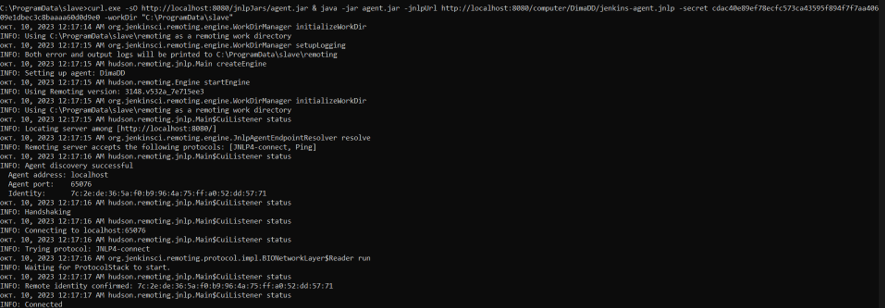 C:\ProgramData\slave>curl.exe -sO http://localhost:8080/jnlpJars/agent.jar & java -jar agent.jar -jnlpUrl http://localhost:8080/computer/DimaDD/jenkins-agent.jnlp -secret cdac40e89ef78ecfc573ca43595f894f7f7aa406
09e1dbec3c8baaaa60d0d9e0 -workDir "C:\ProgramData\slave"
окт. 10, 2023 12:17:14 AM org.jenkinsci.remoting.engine.WorkDirManager initializeWorkDir
INFO: Using C:\ProgramData\slave\remoting as a remoting work directory
окт. 10, 2023 12:17:15 AM org.jenkinsci.remoting.engine.WorkDirManager setupLogging
INFO: Both error and output logs will be printed to C:\ProgramData\slave\remoting
окт. 10, 2023 12:17:15 AM hudson.remoting.jnlp.Main createEngine
INFO: Setting up agent: DimaDD
окт. 10, 2023 12:17:15 AM hudson.remoting.Engine startEngine
INFO: Using Remoting version: 3148.v532a_7e715ee3
окт. 10, 2023 12:17:15 AM org.jenkinsci.remoting.engine.WorkDirManager initializeWorkDir
INFO: Using C:\ProgramData\slave\remoting as a remoting work directory
окт. 10, 2023 12:17:15 AM hudson.remoting.jnlp.Main$CuiListener status
INFO: Locating server among [http://localhost:8080/]
окт. 10, 2023 12:17:16 AM org.jenkinsci.remoting.engine.JnlpAgentEndpointResolver resolve
INFO: Remoting server accepts the following protocols: [JNLP4-connect, Ping]
окт. 10, 2023 12:17:16 AM hudson.remoting.jnlp.Main$CuiListener status
INFO: Agent discovery successful
Agent address: localhost
Agent port: 65076
Identity: 7c:2e:de:36:5a:f0:b9:96:4a:75:ff:a0:52:dd:57:71
окт. 10, 2023 12:17:16 AM hudson.remoting.jnlp.Main$CuiListener status
INFO: Handshaking
окт. 10, 2023 12:17:16 AM hudson.remoting.jnlp.Main$CuiListener status
INFO: Connecting to localhost:65076
окт. 10, 2023 12:17:16 AM hudson.remoting.jnlp.Main$CuiListener status
INFO: Trying protocol: JNLP4-connect
окт. 10, 2023 12:17:16 AM org.jenkinsci.remoting.protocol.impl.BIONetworkLayer$Reader run
INFO: Waiting for ProtocolStack to start.
окт. 10, 2023 12:17:17 AM hudson.remoting.jnlp.Main$CuiListener status
INFO: Remote identity confirmed: 7c:2e:de:36:5a:f0:b9:96:4a:75:ff:a0:52:dd:57:71
окт. 10, 2023 12:17:17 AM hudson.remoting.jnlp.Main$CuiListener status
INFO: Connected